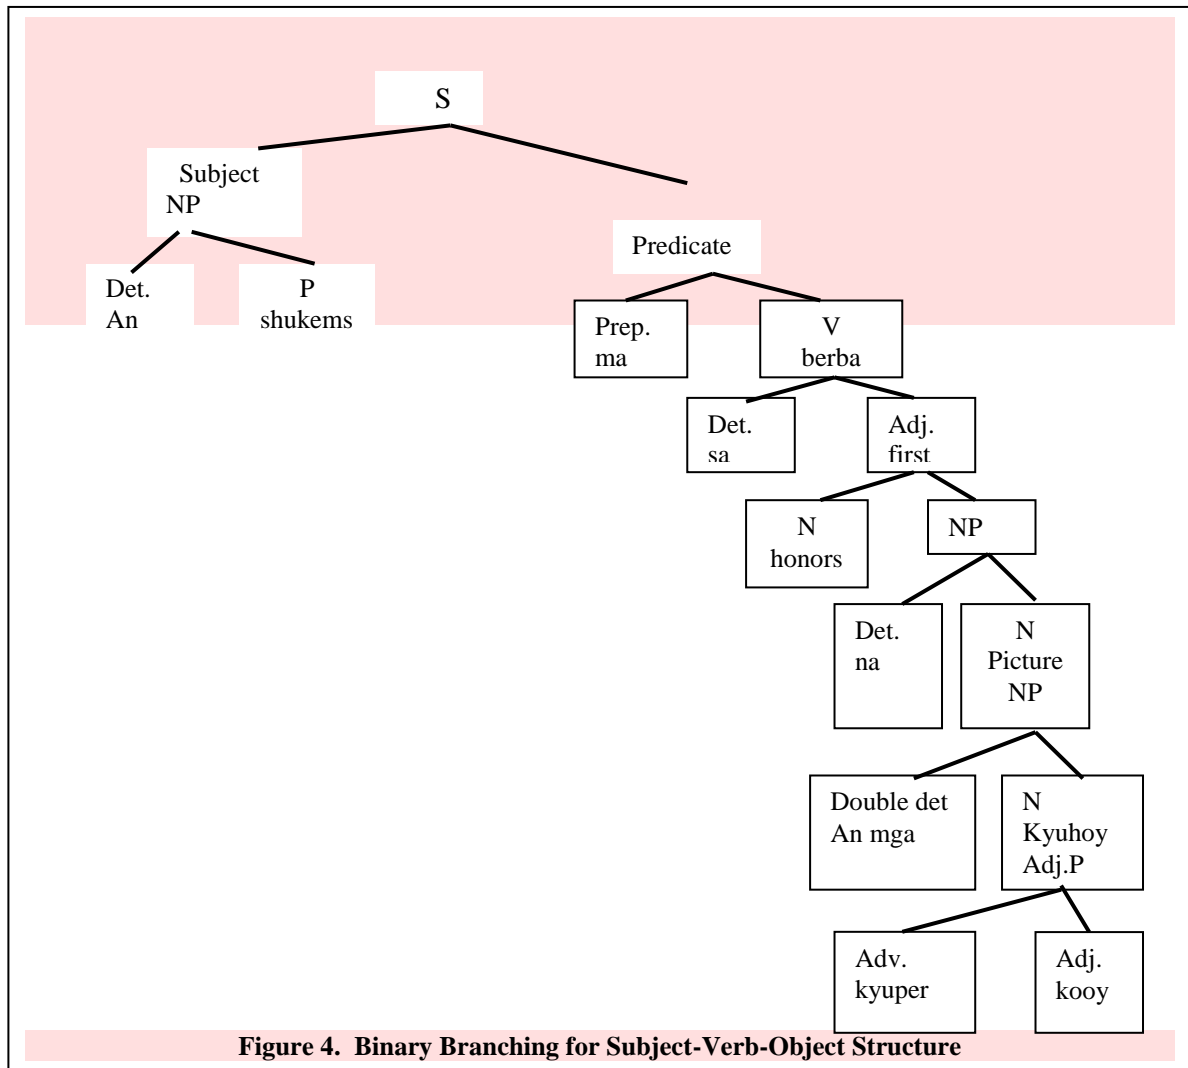 S
Subject
NP
Predicate
Det.
An
P
shukems
Prep.
ma
V
berba
Det.
sa
Adj.
first
N
honors
NP
Det.
na
N
Picture
NP
Double det
An mga
N
Kyuhoy
Adj.P
Adv.
kyuper
Adj.
kooy
Figure 4. Binary Branching for Subject-Verb-Object Structure